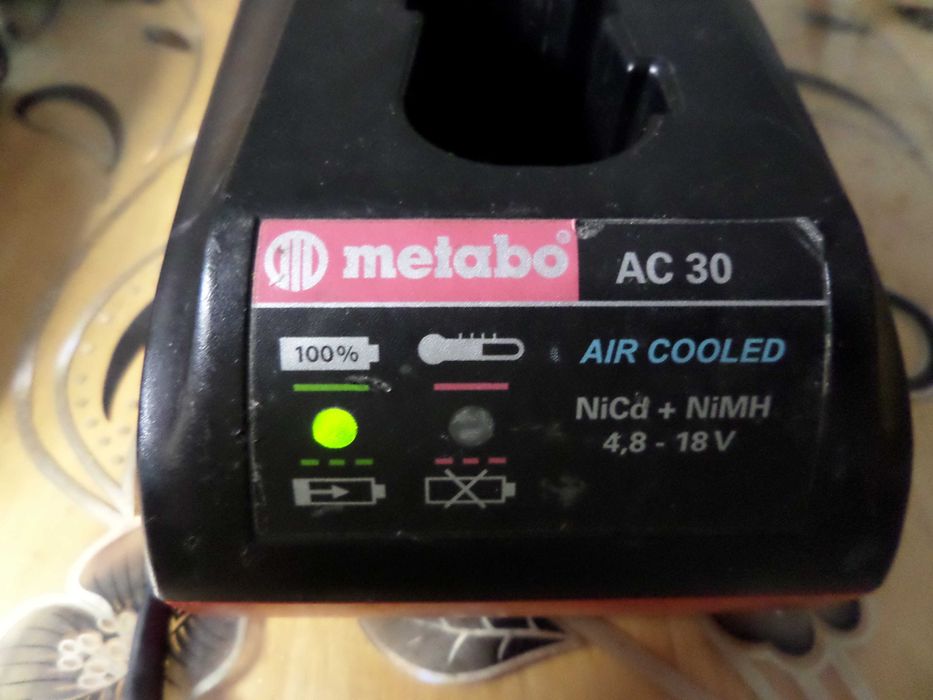 metabo®
AC 30
100%
AIR COOLED
NiCd + NiMH
4,8 - 18 V